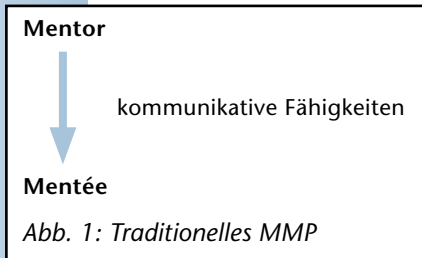 Mentor
kommunikative Fähigkeiten
Mentée
Abb. 1: Traditionelles MMP